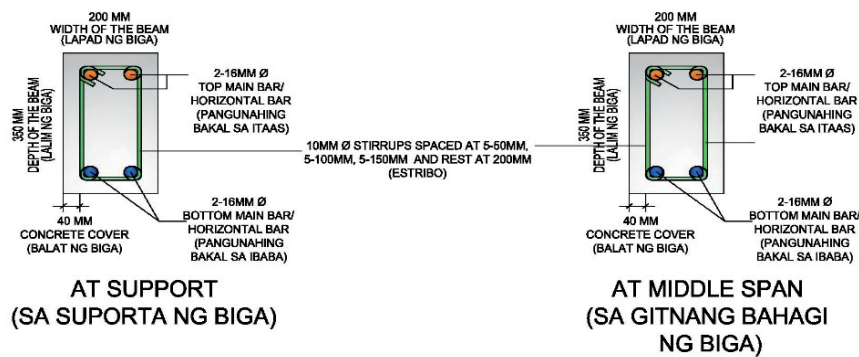 200 MM
WIDTH OF THE BEAM
(LAPAD NG BIGA)
350 MM
DEPTH OF THE BEAM
(LALIM NG BIGA)
2-16MM Ø
TOP MAIN BAR/
HORIZONTAL BAR
(PANGUNAHING
BAKAL SA ITAAS)
2-16MM Ø
BOTTOM MAIN BAR/
HORIZONTAL BAR
(PANGUNAHING
BAKAL SA IBABA)
40 MM
CONCRETE COVER
(BALAT NG BIGA)
AT SUPPORT
(SA SUPORTA NG BIGA)
10MM Ø STIRRUPS SPACED AT 5-50MM,
5-100MM, 5-150MM AND REST AT 200MM
(ESTRIBO)
200 MM
WIDTH OF THE BEAM
(LAPAD NG BIGA)
350 MM
DEPTH OF THE BEAM
(LALIM NG BIGA)
2-16MM Ø
TOP MAIN BAR/
HORIZONTAL BAR
(PANGUNAHING
BAKAL SA ITAAS)
2-16MM Ø
BOTTOM MAIN BAR/
HORIZONTAL BAR
(PANGUNAHING
BAKAL SA IBABA)
40 MM
CONCRETE COVER
(BALAT NG BIGA)
AT MIDDLE SPAN
(SA GITNANG BAHAGI
NG BIGA)